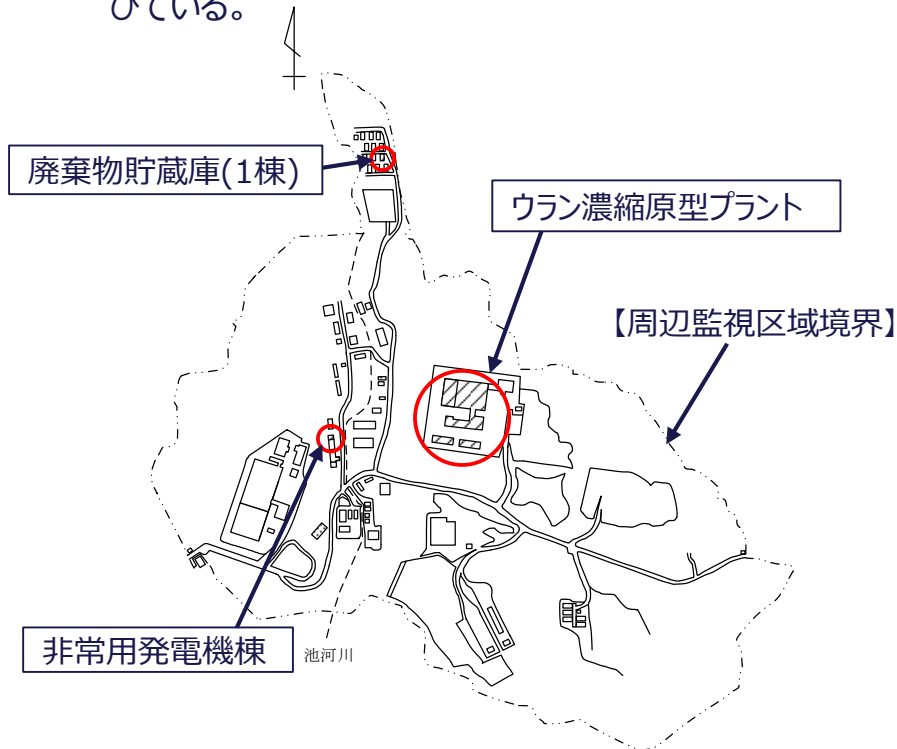 びている。
廃棄物貯蔵庫(1棟)
ウラン濃縮原型プラント
【周辺監視区域境界】
非常用発電機棟
池河川